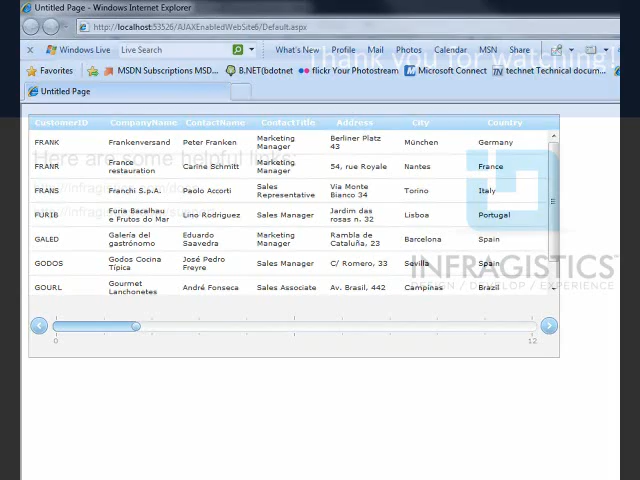 Untitled Page - Windows Internet Explorer
http://localhost:53526/AJAXEnabledWebSite6/Default.aspx
X Windows Live Live Search What's New Profile Mail Photos Calendar MSN Share
Thank you for watching!
Favorites MSDN Subscriptions MSD... B.NET(bdotnet flickr Your Photostream Microsoft Connect technet Technical docum...
Untitled Page
CustomerID CompanyName ContactName ContactTitle Address City Country
FRANK Frankenversand Peter Franken Marketing Manager Berliner Platz 43 München Germany
Here are some helpful links:
FRANR France restauration Carine Schmitt Marketing Manager 54, rue Royale Nantes France
FRANS Franchi S.p.A. Paolo Accorti Sales Representative Via Monte Bianco 34 Torino Italy
FURIB Furia Bacalhau e Frutos do Mar Lino Rodriguez Sales Manager Jardim das rosas n. 32 Lisboa Portugal
GALED Galería del gastrónomo Eduardo Saavedra Marketing Manager Rambla de Cataluña, 23 Barcelona Spain
GODOS Godos Cocina Típica José Pedro Freyre Sales Manager C/ Romero, 33 Sevilla Spain
INFRAGISTICS™
DESIGN / DEVELOP / EXPERIENCE
GOURL Gourmet Lanchonetes André Fonseca Sales Associate Av. Brasil, 442 Campinas Brazil
0 12